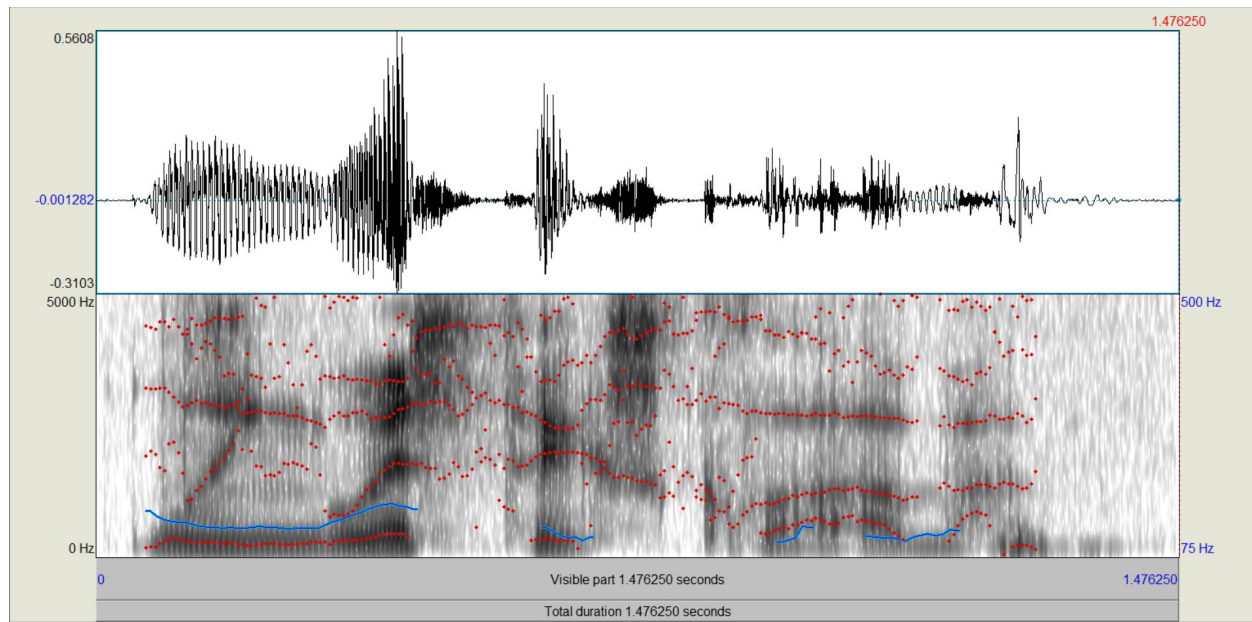 1.476250
0.5608
-0.001282
-0.3103
5000 Hz
500 Hz
0 Hz
75 Hz
0
Visible part 1.476250 seconds
1.476250
Total duration 1.476250 seconds